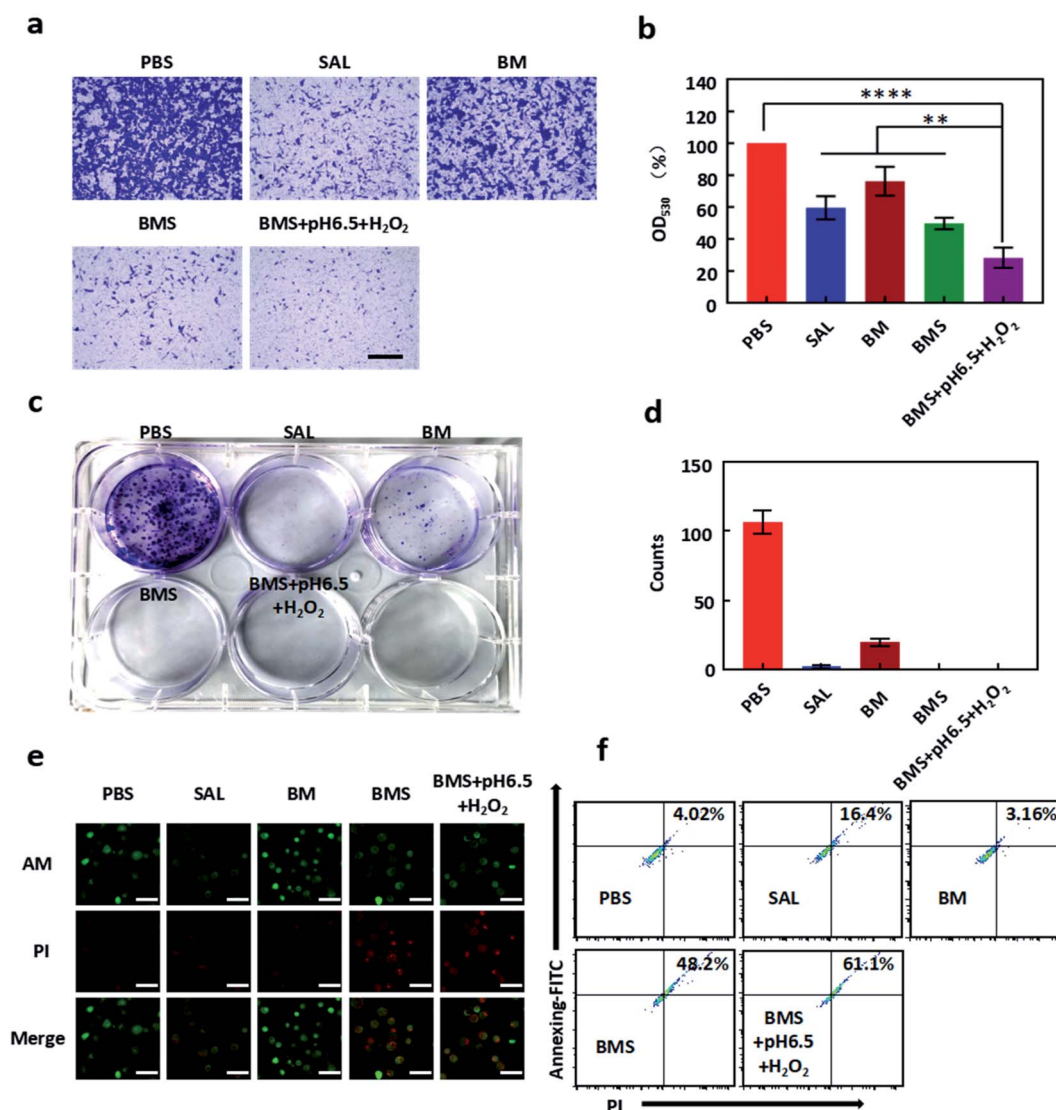 a
PBS SAL BM
BMS BMS+pH6.5+H₂O₂
b
OD₅₃₀ (%)
140
120
100
80
60
40
20
0
****
**
PBS SAL BM BMS BMS+pH6.5+H₂O₂
c
PBS SAL BM
BMS BMS+pH6.5
+H₂O₂
d
Counts
150
100
50
0
PBS SAL BM BMS BMS+pH6.5+H₂O₂
e
PBS SAL BM BMS BMS+pH6.5
+H₂O₂
AM
PI
Merge
f
4.02% 16.4% 3.16%
PBS SAL BM
48.2% 61.1%
BMS BMS
+pH6.5
+H₂O₂
Annexing-FITC
PI